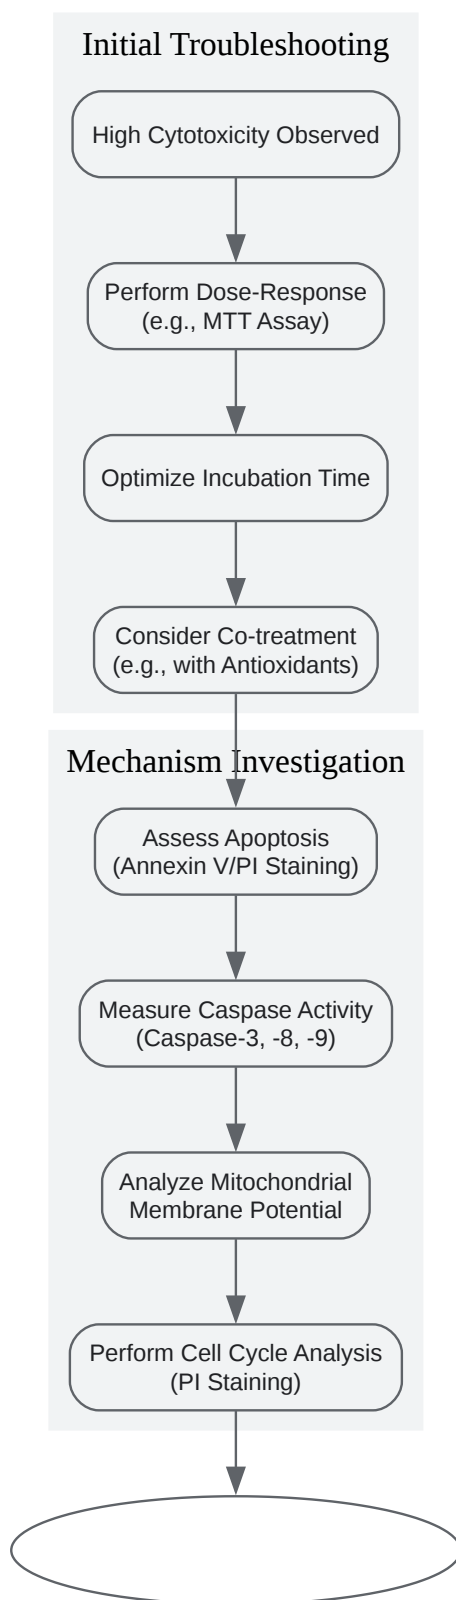 Initial Troubleshooting
High Cytotoxicity Observed
Perform Dose-Response
(e.g., MTT Assay)
Optimize Incubation Time
Consider Co-treatment
(e.g., with Antioxidants)
Mechanism Investigation
Assess Apoptosis
(Annexin V/PI Staining)
Measure Caspase Activity
(Caspase-3, -8, -9)
Analyze Mitochondrial
Membrane Potential
Perform Cell Cycle Analysis
(PI Staining)